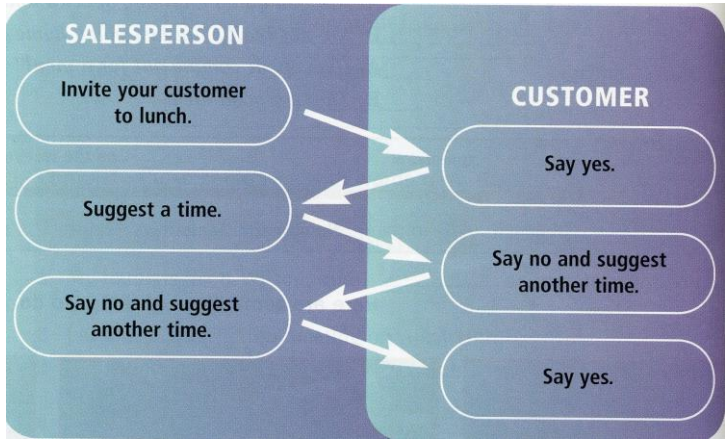 SALESPERSON
Invite your customer
to lunch.
CUSTOMER
Say yes.
Suggest a time.
Say no and suggest
another time.
Say no and suggest
another time.
Say yes.